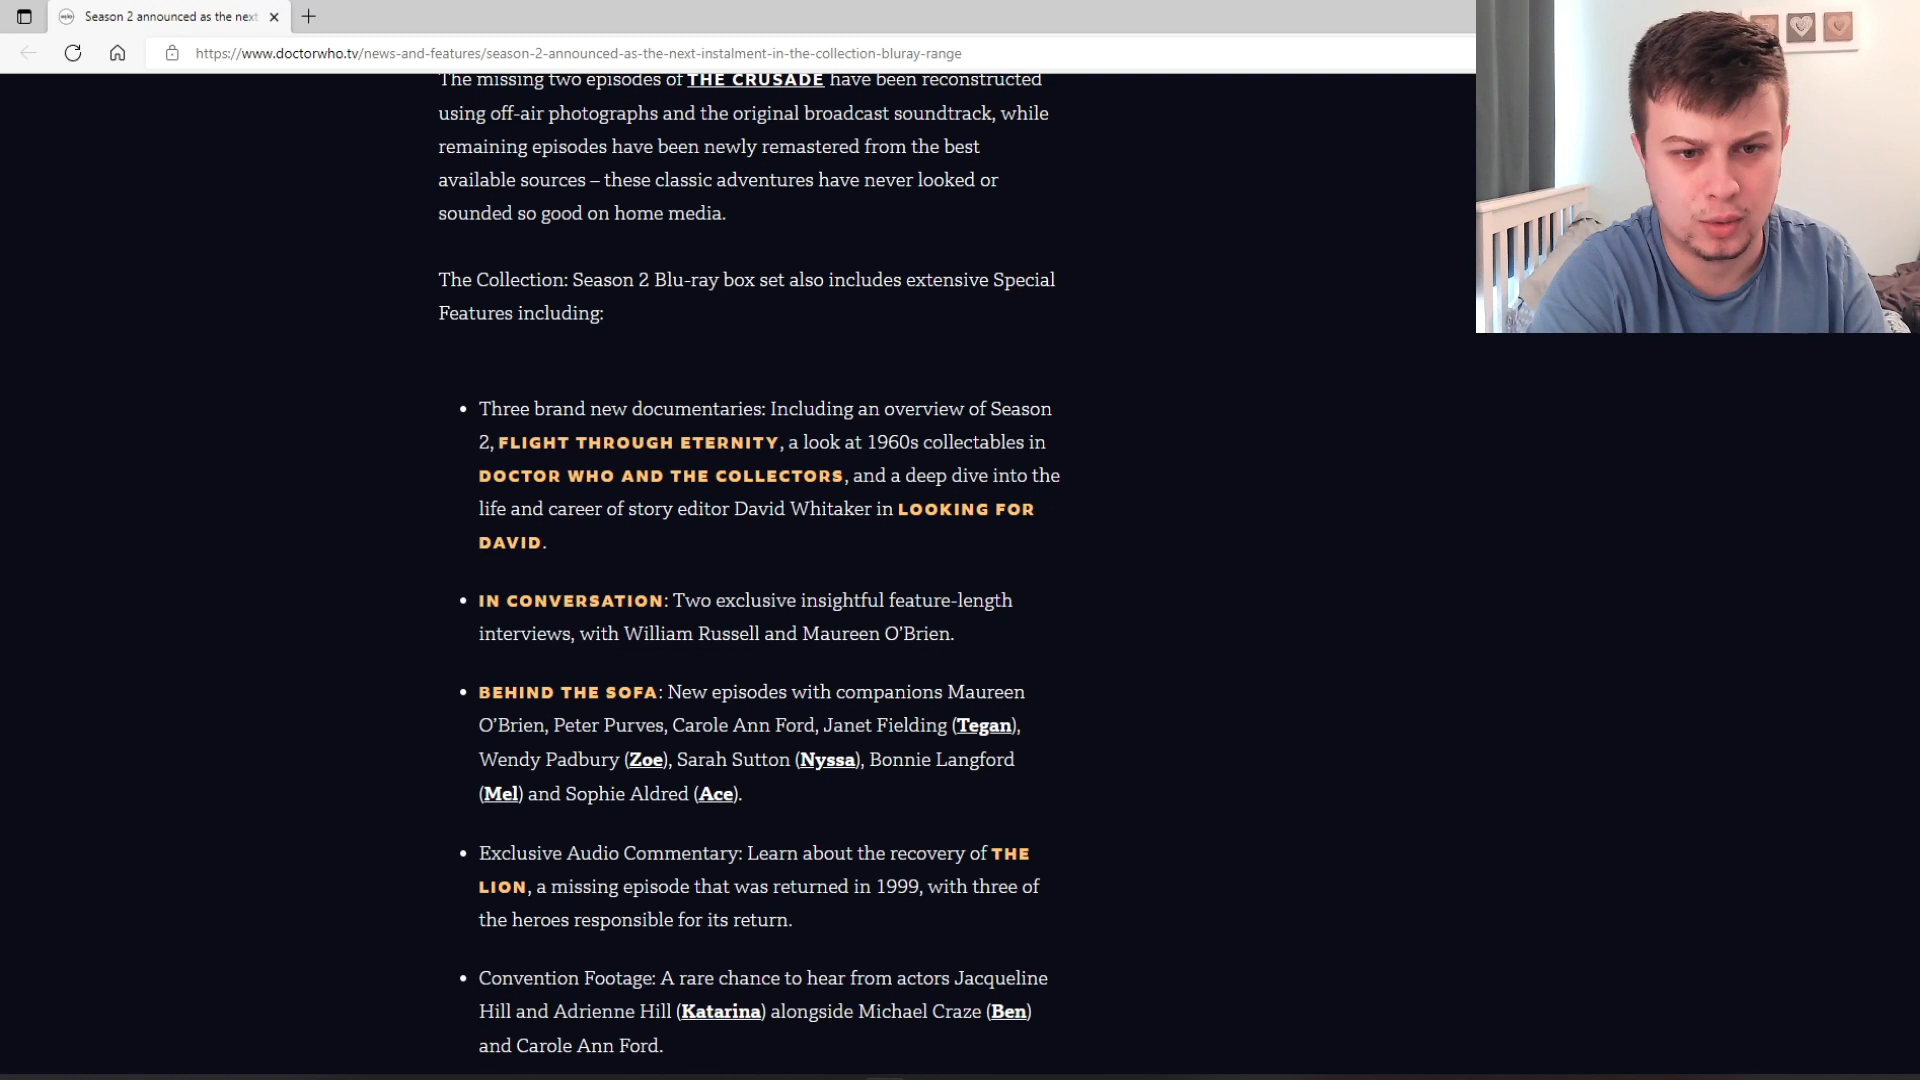 Season 2 announced as the next
https://www.doctorwho.tv/news-and-features/season-2-announced-as-the-next-instalment-in-the-collection-bluray-range
The missing two episodes of THE CRUSADE have been reconstructed
using off-air photographs and the original broadcast soundtrack, while
remaining episodes have been newly remastered from the best
available sources – these classic adventures have never looked or
sounded so good on home media.
The Collection: Season 2 Blu-ray box set also includes extensive Special
Features including:
• Three brand new documentaries: Including an overview of Season
2, FLIGHT THROUGH ETERNITY, a look at 1960s collectables in
DOCTOR WHO AND THE COLLECTORS, and a deep dive into the
life and career of story editor David Whitaker in LOOKING FOR
DAVID.
• IN CONVERSATION: Two exclusive insightful feature-length
interviews, with William Russell and Maureen O’Brien.
• BEHIND THE SOFA: New episodes with companions Maureen
O’Brien, Peter Purves, Carole Ann Ford, Janet Fielding (Tegan),
Wendy Padbury (Zoe), Sarah Sutton (Nyssa), Bonnie Langford
(Mel) and Sophie Aldred (Ace).
• Exclusive Audio Commentary: Learn about the recovery of THE
LION, a missing episode that was returned in 1999, with three of
the heroes responsible for its return.
• Convention Footage: A rare chance to hear from actors Jacqueline
Hill and Adrienne Hill (Katarina) alongside Michael Craze (Ben)
and Carole Ann Ford.